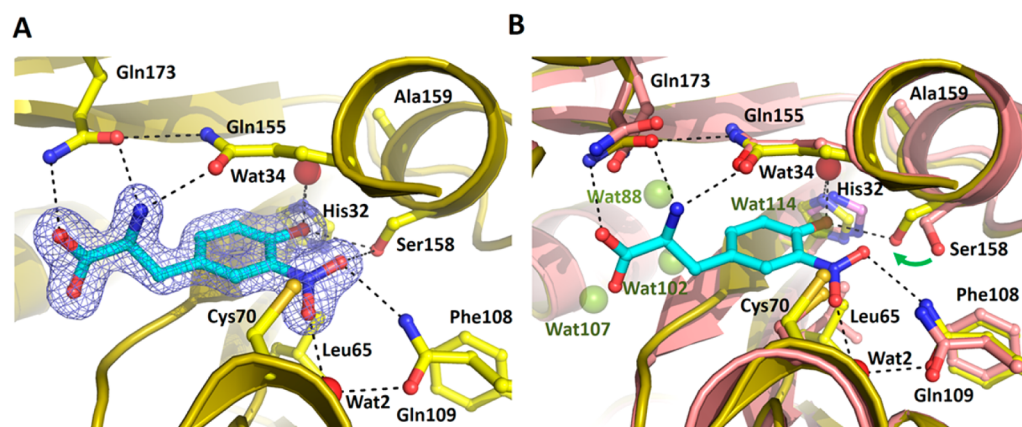 A
Gln173
Ala159
Gln155
Wat34
His32
Ser158
Cys70
Phe108
Leu65
Wat2
Gln109
B
Gln173
Ala159
Gln155
Wat34
Wat88
His32
Wat114
Ser158
Wat102
Cys70
Phe108
Wat107
Leu65
Wat2
Gln109